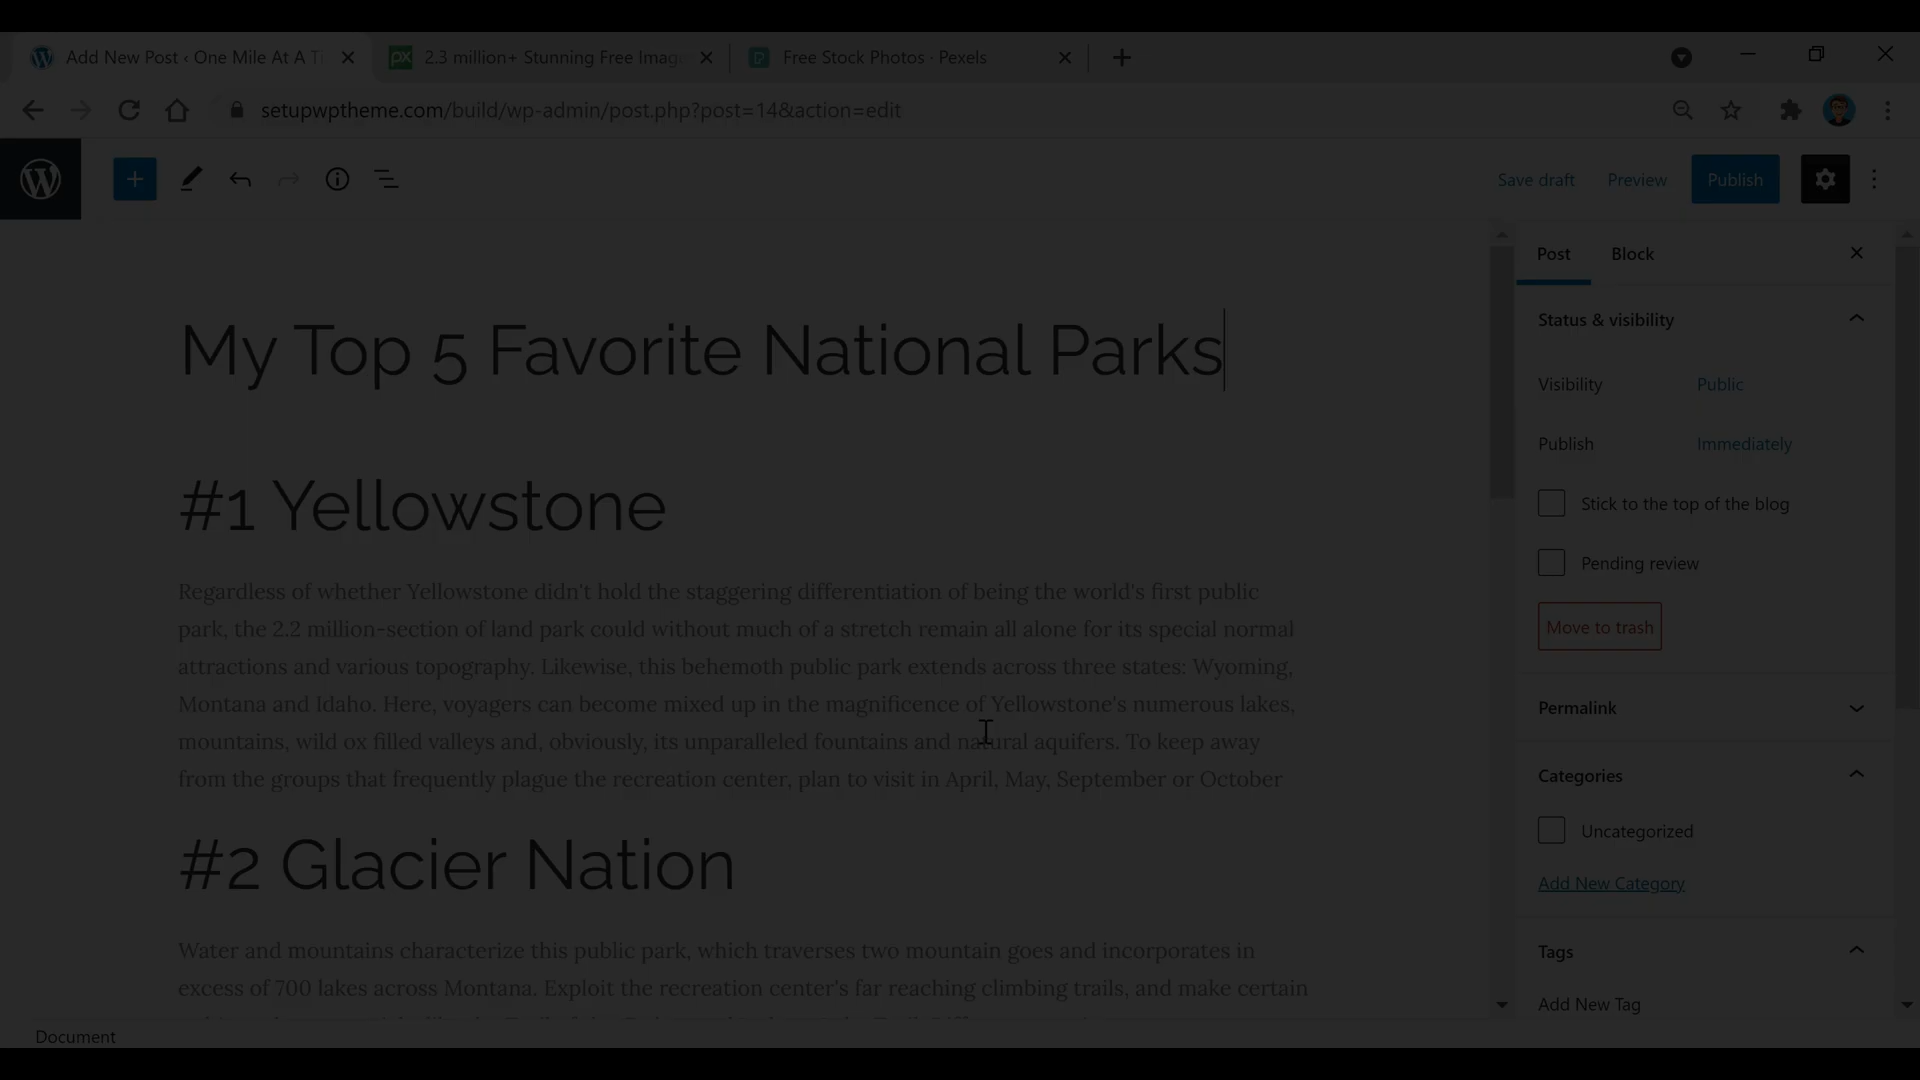 Add New Post ‹ One Mile At A Ti
2.3 million+ Stunning Free Imag
Free Stock Photos · Pexels
setupwptheme.com/build/wp-admin/post.php?post=14&action=edit
Save draft
Preview
Publish
Post
Block
My Top 5 Favorite National Parks
#1 Yellowstone
Regardless of whether Yellowstone didn't hold the staggering differentiation of being the world's first public
park, the 2.2 million-section of land park could without much of a stretch remain all alone for its special normal
attractions and various topography. Likewise, this behemoth public park extends across three states: Wyoming,
Montana and Idaho. Here, voyagers can become mixed up in the magnificence of Yellowstone's numerous lakes,
mountains, wild ox filled valleys and, obviously, its unparalleled fountains and natural aquifers. To keep away
from the groups that frequently plague the recreation center, plan to visit in April, May, September or October
#2 Glacier Nation
Water and mountains characterize this public park, which traverses two mountain goes and incorporates in
excess of 700 lakes across Montana. Exploit the recreation center's far reaching climbing trails, and make certain
Status & visibility
Visibility
Public
Publish
Immediately
Stick to the top of the blog
Pending review
Move to trash
Permalink
Categories
Uncategorized
Add New Category
Tags
Add New Tag
Document